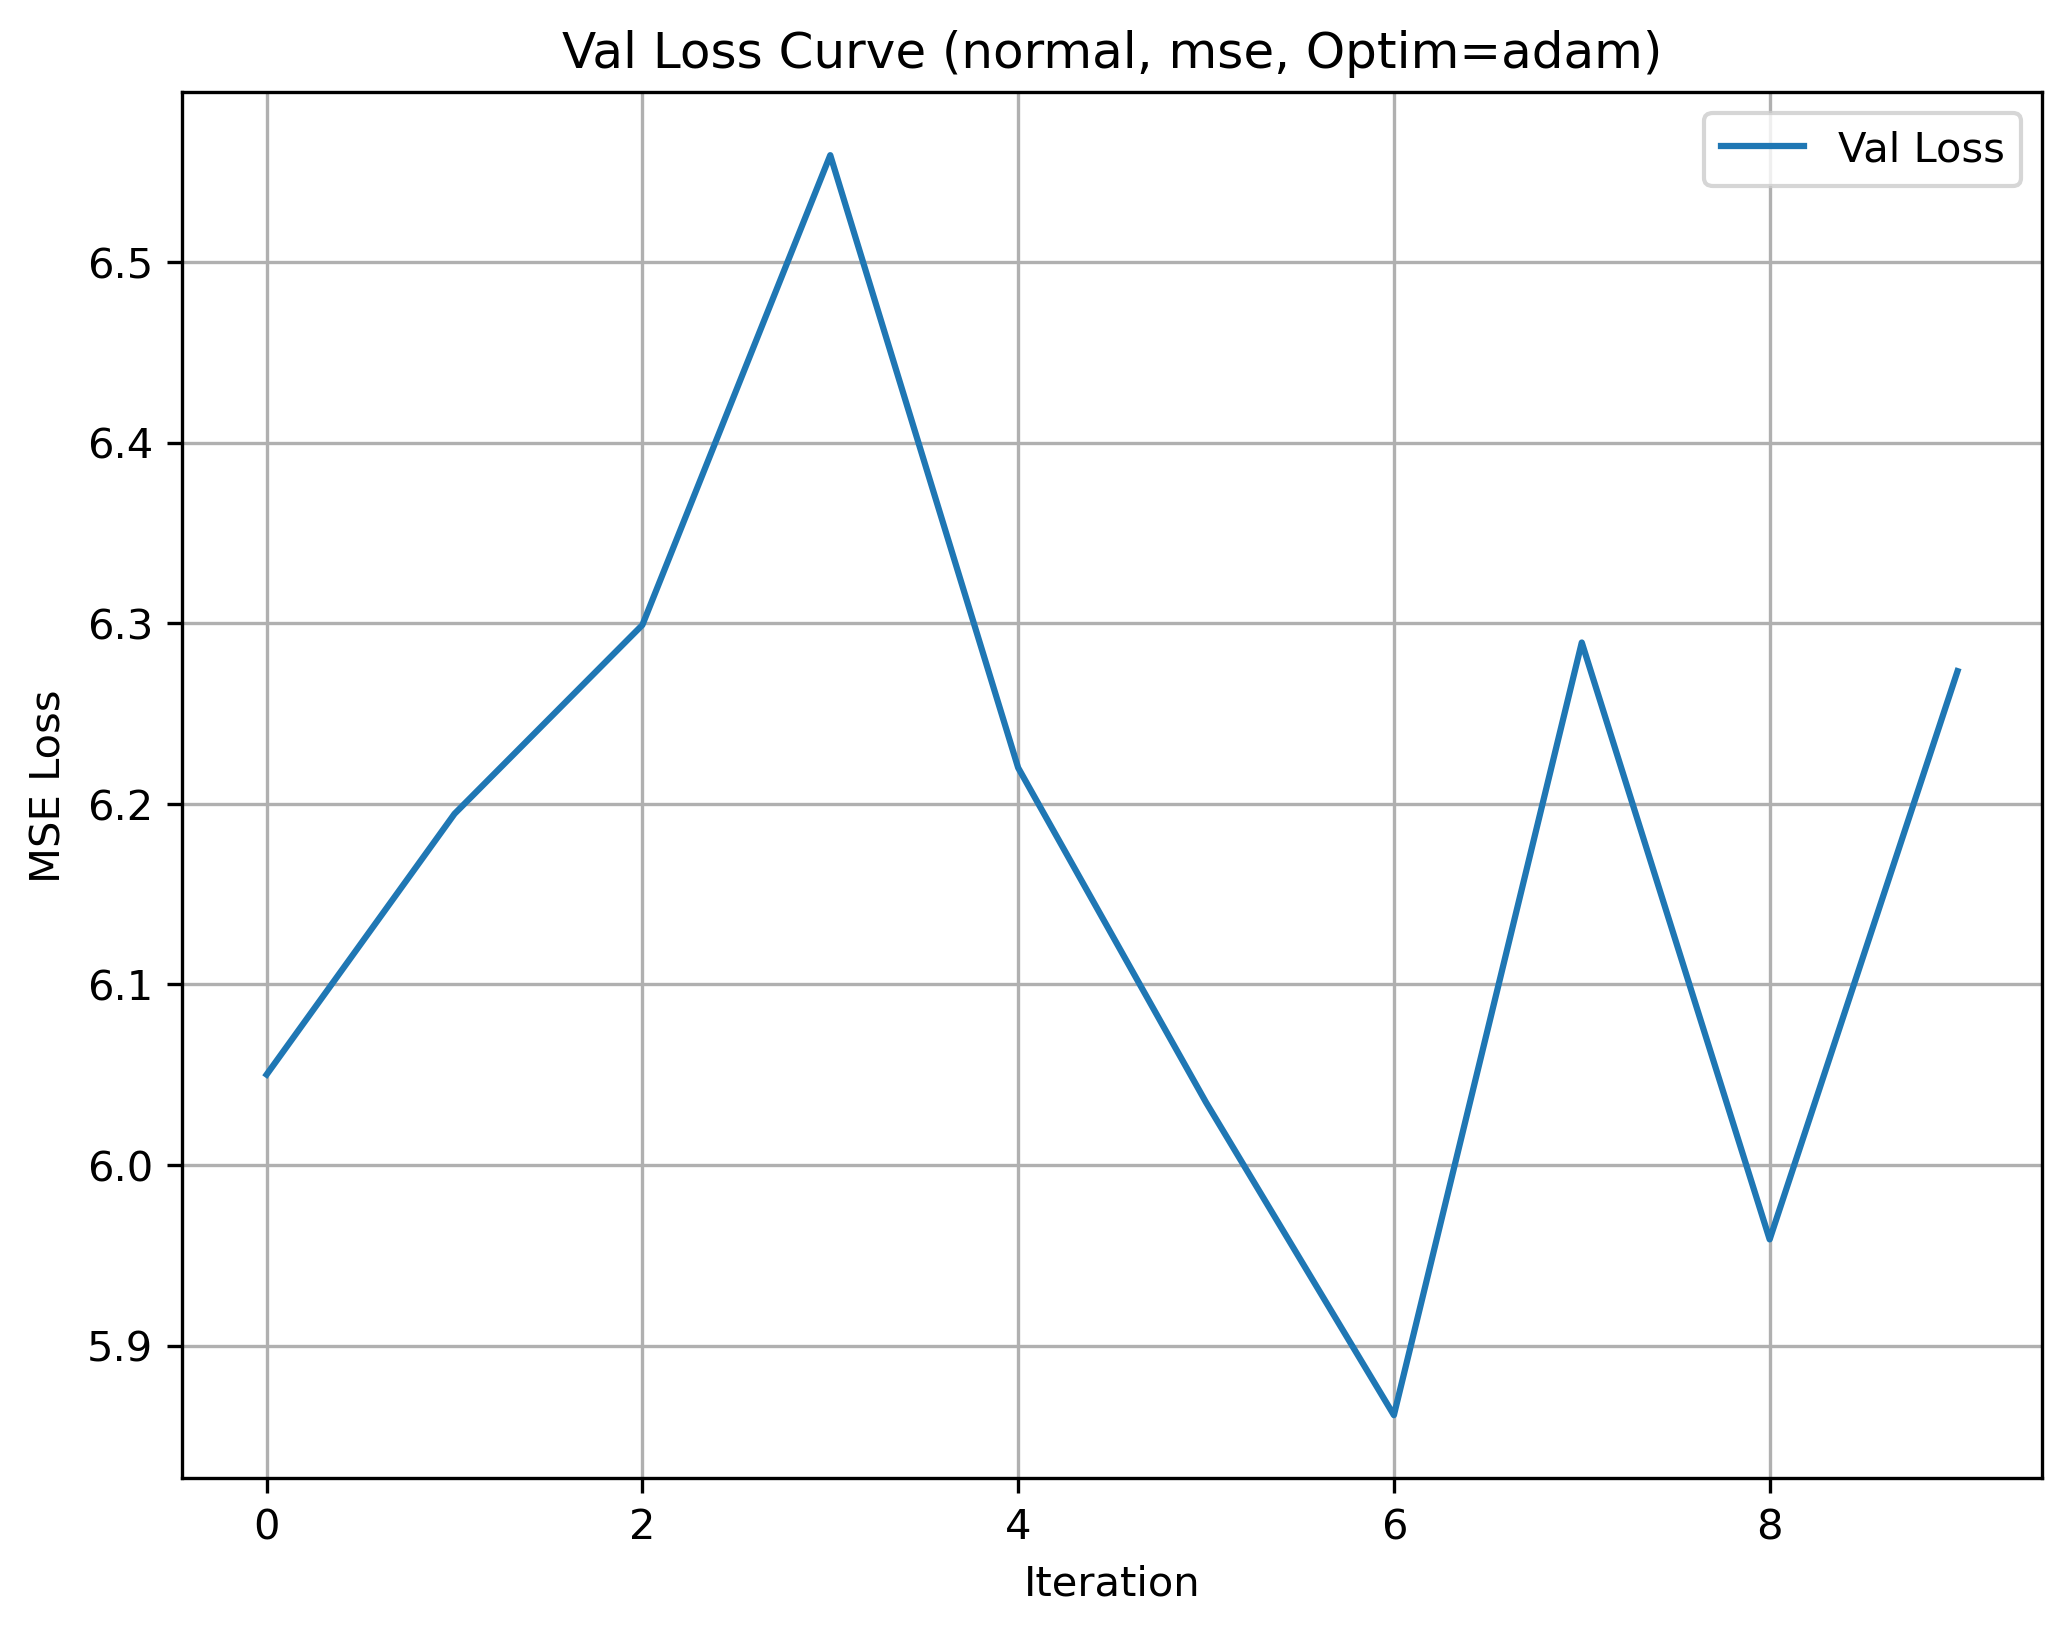 Val Loss Curve (normal, mse, Optim=adam)
Val Loss
6.5
6.4
6.3
6.2
6.1
6.0
5.9
MSE Loss
0 2 4 6 8
Iteration